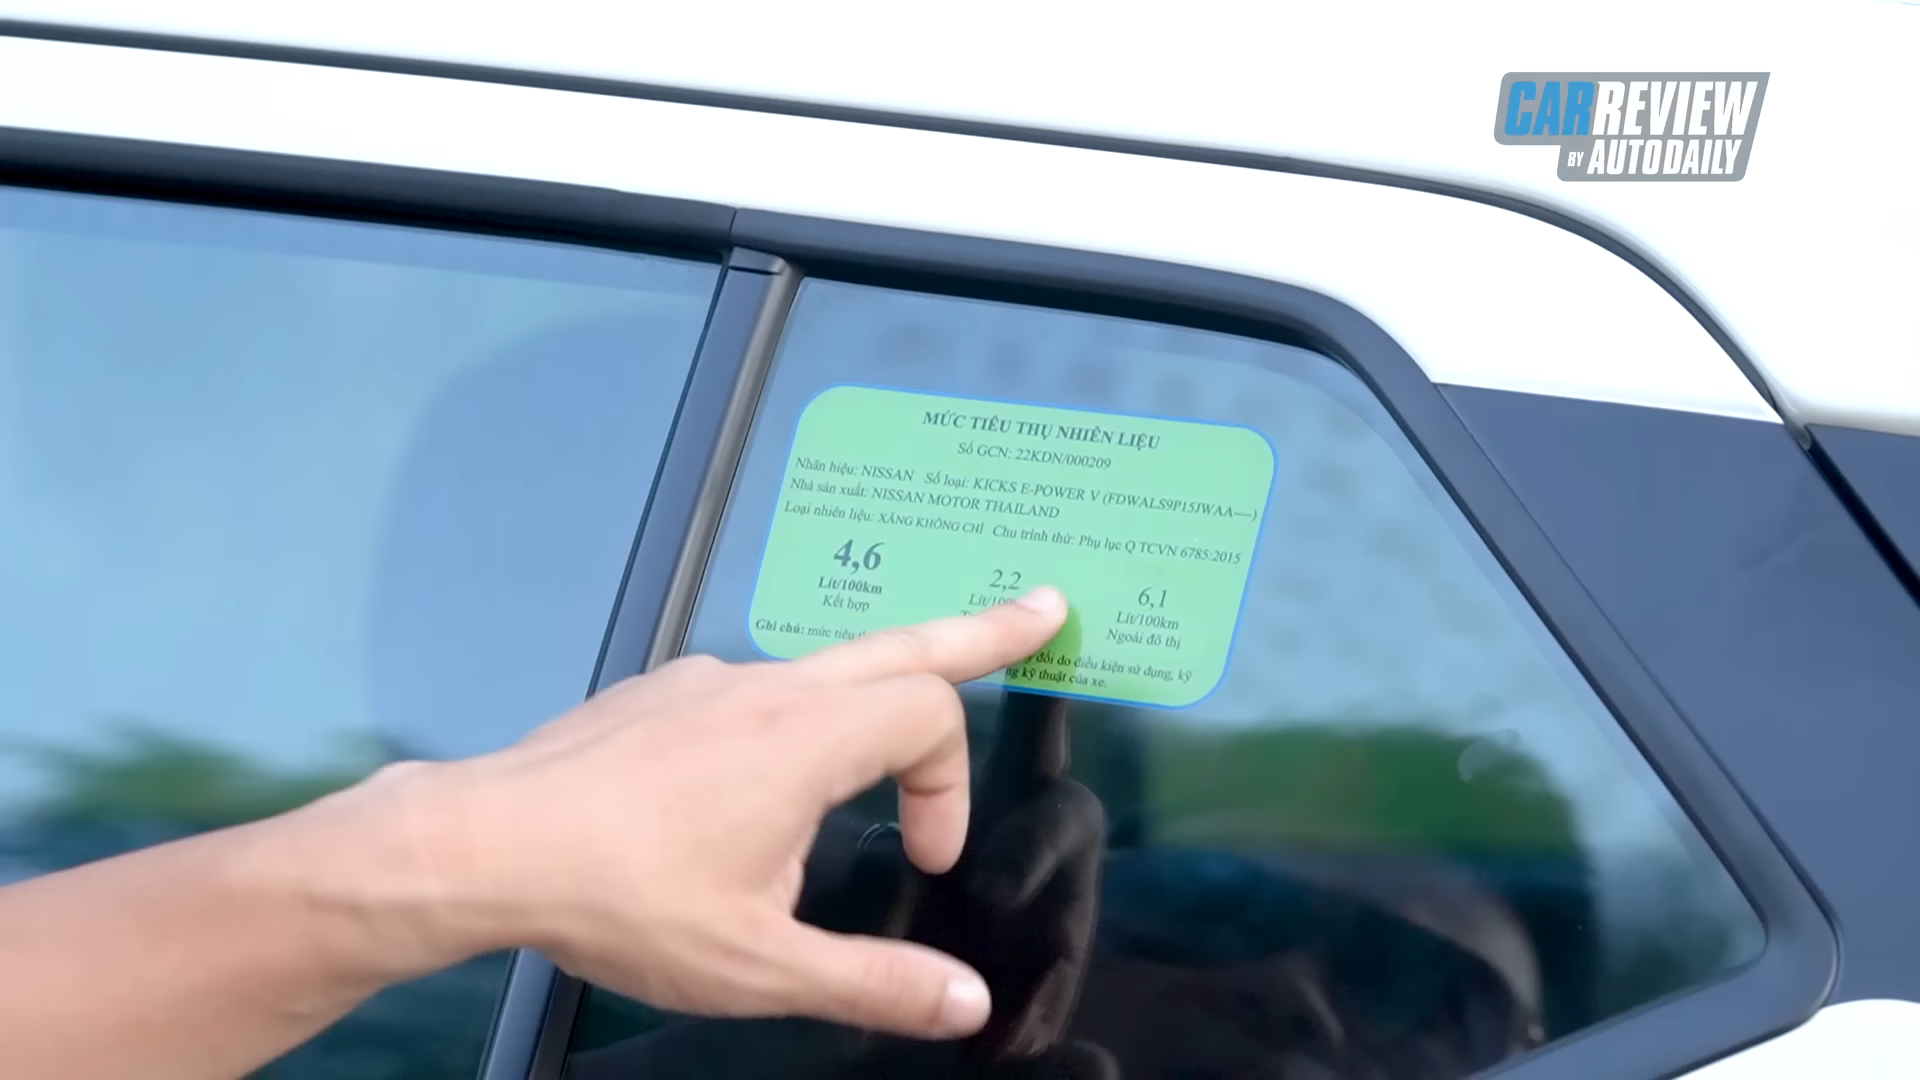 CARREVIEW
BY AUTODAILY
MỨC TIÊU THỤ NHIÊN LIỆU
Số GCN: 22KDN/000209
Nhãn hiệu: NISSAN Số loại: KICKS E-POWER V (FDWALS9P15JWAA----)
Nhà sản xuất: NISSAN MOTOR THAILAND
Loại nhiên liệu: XĂNG KHÔNG CHÌ Chu trình thử: Phụ lục Q TCVN 6785:2015
4,6 2,2 6,1
Lít/100km Lít/100km
Kết hợp Ngoài đô thị
Ghi chú: mức tiêu đổi do điều kiện sử dụng, kỹ
kỹ thuật của xe.